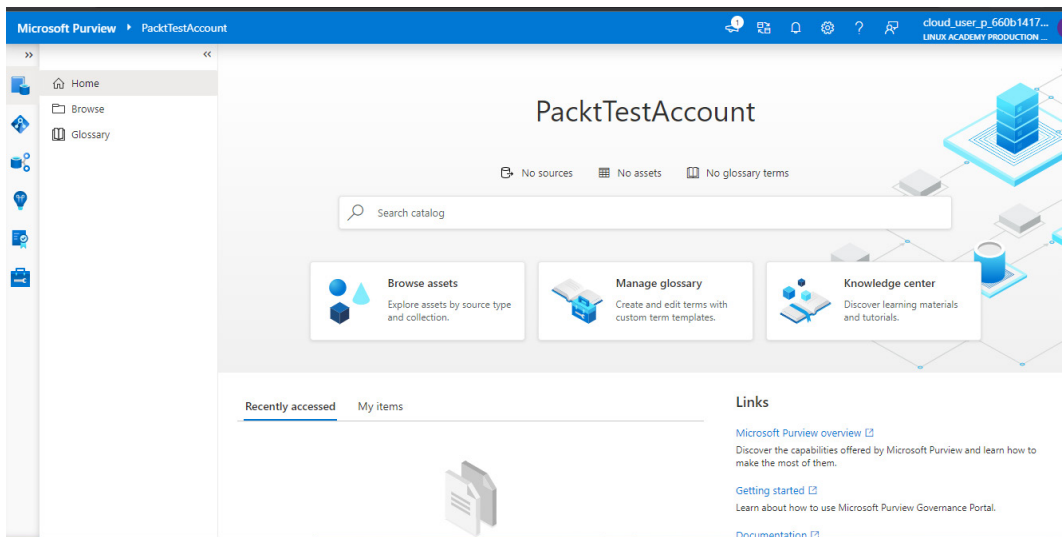 Microsoft Purview PacktTestAccount
1
cloud_user_p_660b1417...
LINUX ACADEMY PRODUCTION ...
Home
Browse
Glossary
PacktTestAccount
No sources No assets No glossary terms
Search catalog
Browse assets
Explore assets by source type
and collection.
Manage glossary
Create and edit terms with
custom term templates.
Knowledge center
Discover learning materials
and tutorials.
Recently accessed My items
Links
Microsoft Purview overview
Discover the capabilities offered by Microsoft Purview and learn how to
make the most of them.
Getting started
Learn about how to use Microsoft Purview Governance Portal.
Documentation